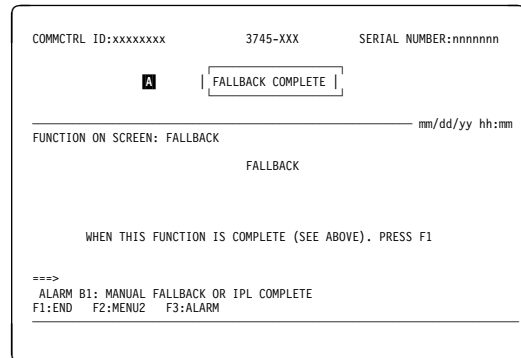 COMMCTRL ID:xxxxxxxx 3745-XXX SERIAL NUMBER:nnnnnnn
A FALLBACK COMPLETE
mm/dd/yy hh:mm
FUNCTION ON SCREEN: FALLBACK
FALLBACK
WHEN THIS FUNCTION IS COMPLETE (SEE ABOVE). PRESS F1
===>
ALARM B1: MANUAL FALLBACK OR IPL COMPLETE
F1:END F2:MENU2 F3:ALARM